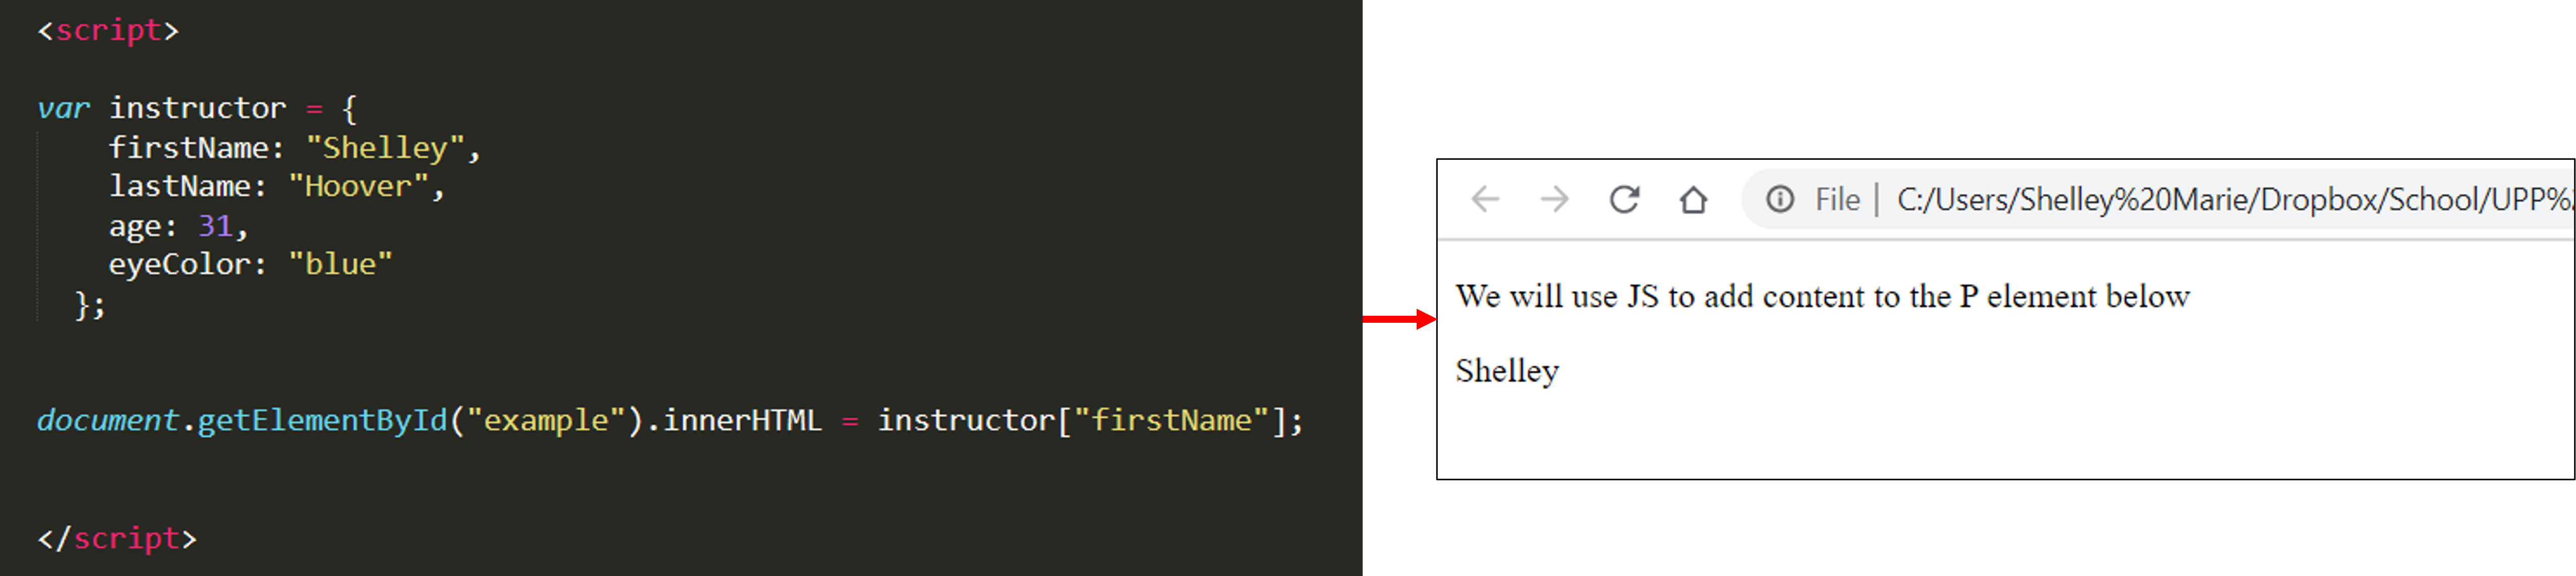 <script>
var instructor = {
firstName: "Shelley",
lastName: "Hoover",
age: 31,
eyeColor: "blue"
};
document.getElementById("example").innerHTML = instructor["firstName"];
</script>
File | C:/Users/Shelley%20Marie/Dropbox/School/UPP%
We will use JS to add content to the P element below
Shelley